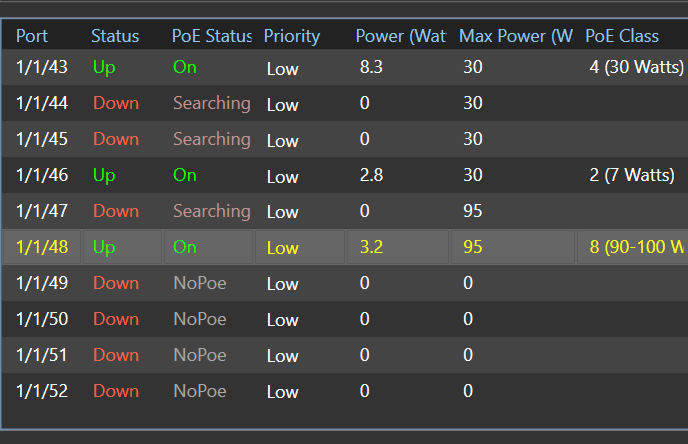 Port Status PoE Status Priority Power (Wat Max Power (W PoE Class
1/1/43 Up On Low 8.3 30 4 (30 Watts)
1/1/44 Down Searching Low 0 30
1/1/45 Down Searching Low 0 30
1/1/46 Up On Low 2.8 30 2 (7 Watts)
1/1/47 Down Searching Low 0 95
1/1/48 Up On Low 3.2 95 8 (90-100 W
1/1/49 Down NoPoe Low 0 0
1/1/50 Down NoPoe Low 0 0
1/1/51 Down NoPoe Low 0 0
1/1/52 Down NoPoe Low 0 0